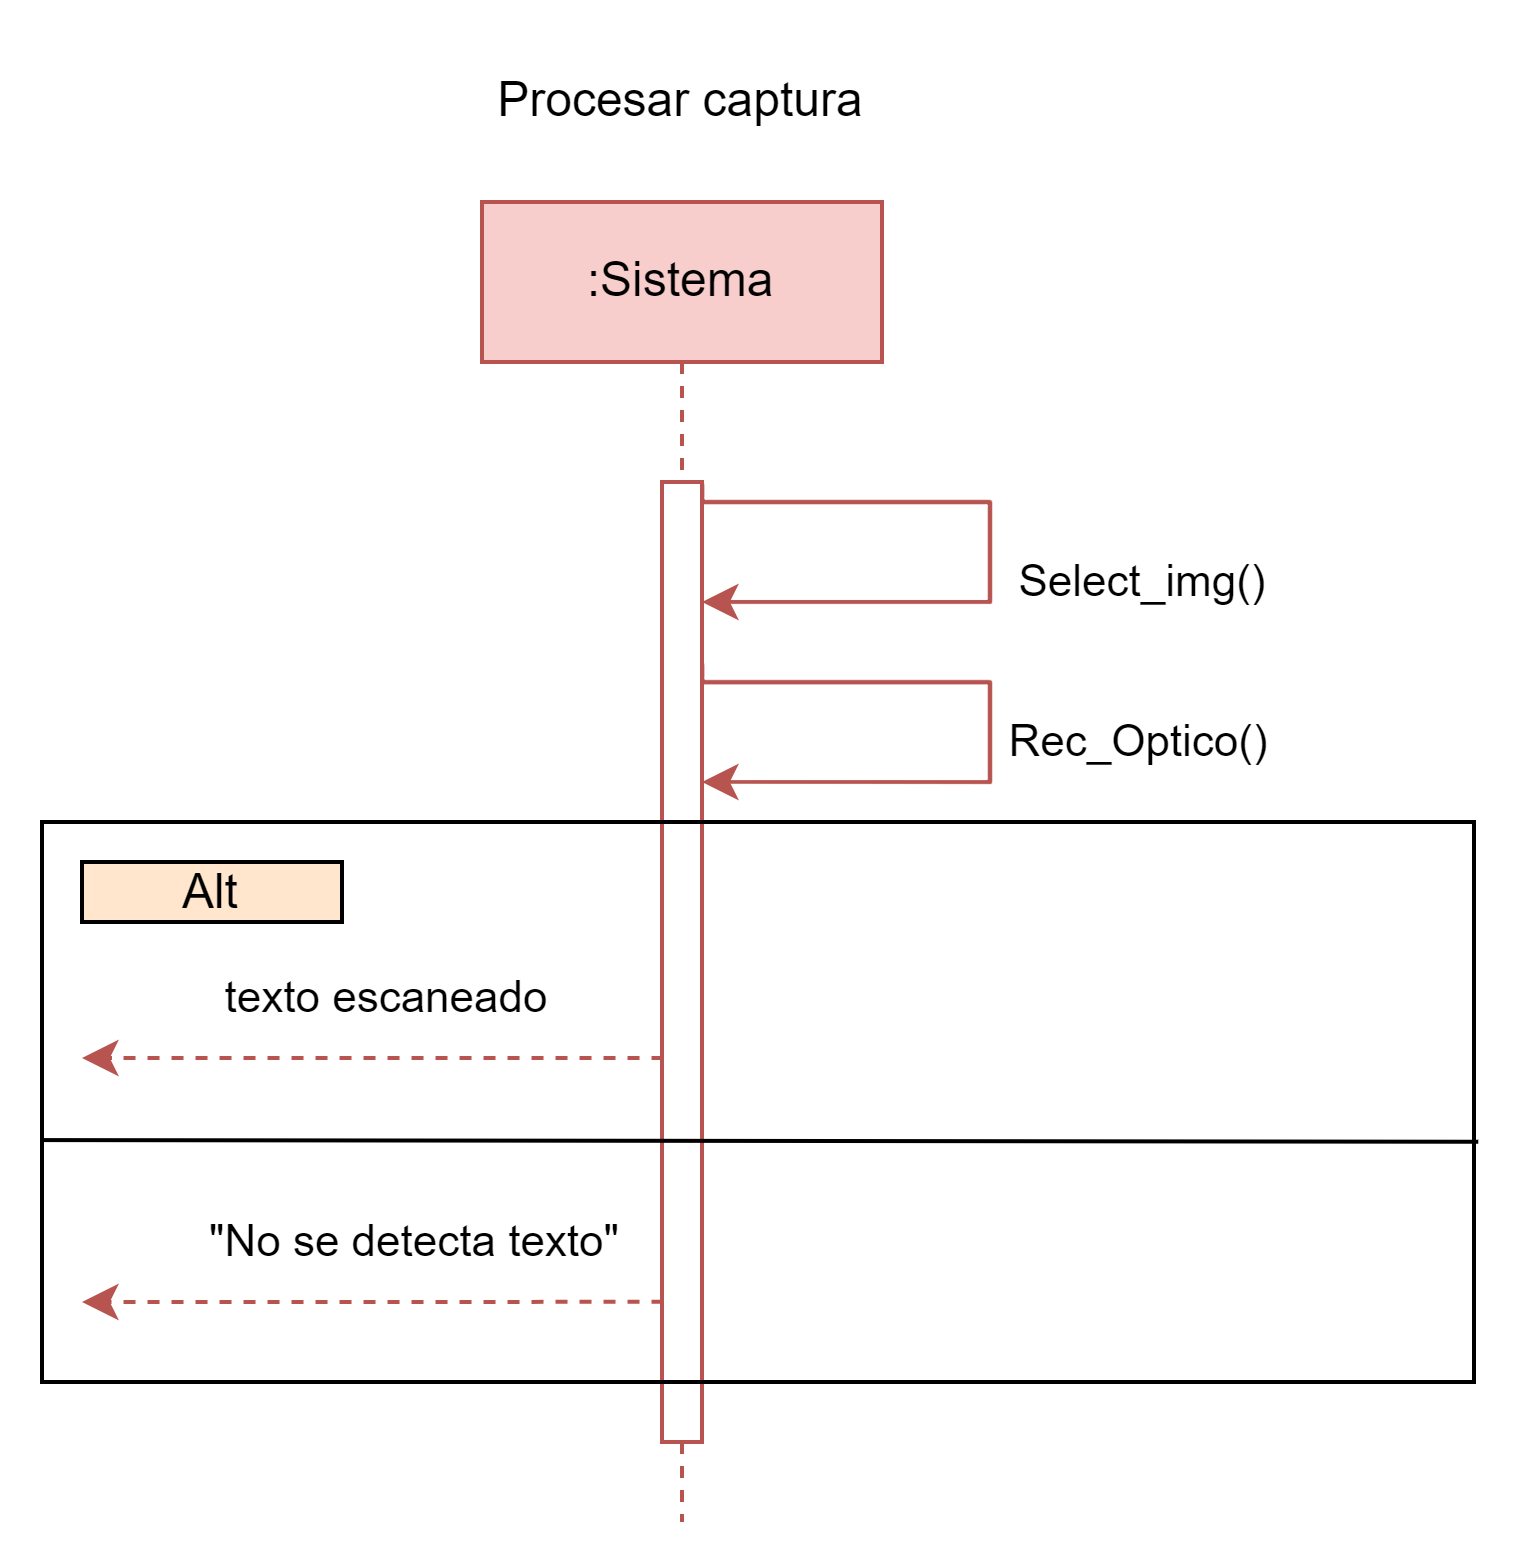 Procesar captura
:Sistema
Select_img()
Rec_Optico()
Alt
texto escaneado
"No se detecta texto"